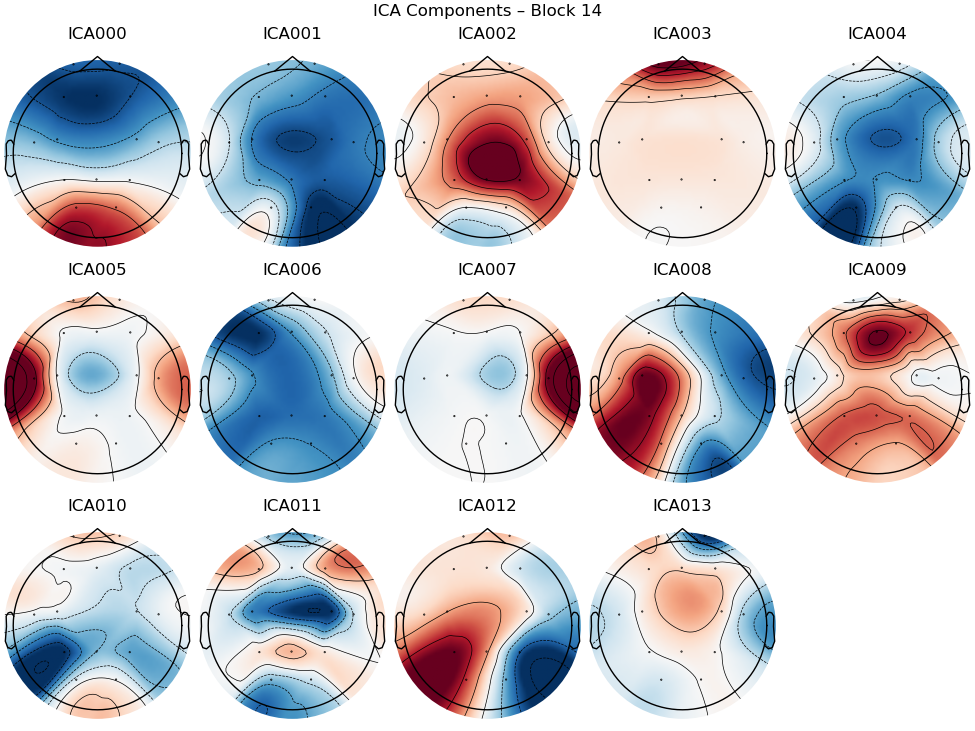 ICA Components – Block 14
ICA000 ICA001 ICA002 ICA003 ICA004
ICA005 ICA006 ICA007 ICA008 ICA009
ICA010 ICA011 ICA012 ICA013